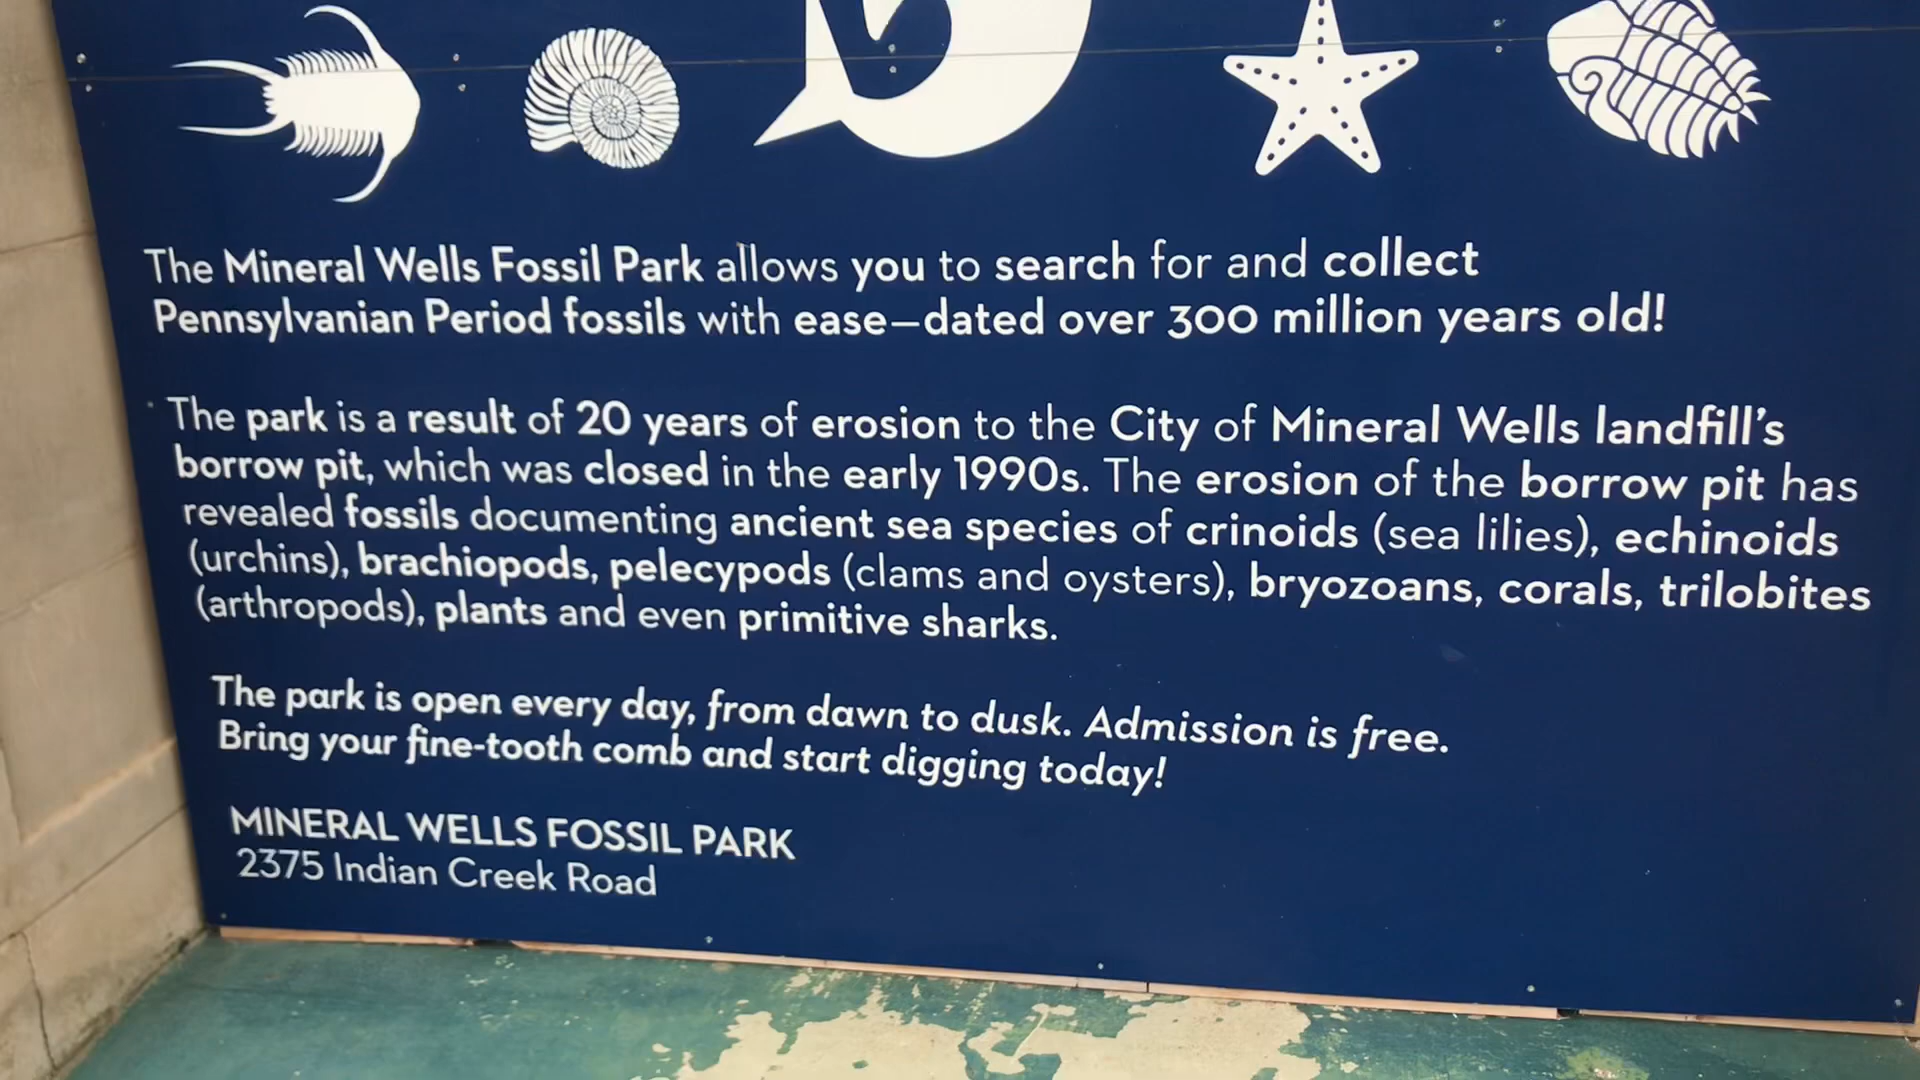 The Mineral Wells Fossil Park allows you to search for and collect
Pennsylvanian Period fossils with ease—dated over 300 million years old!
The park is a result of 20 years of erosion to the City of Mineral Wells landfill's
borrow pit, which was closed in the early 1990s. The erosion of the borrow pit has
revealed fossils documenting ancient sea species of crinoids (sea lilies), echinoids
(urchins), brachiopods, pelecypods (clams and oysters), bryozoans, corals, trilobites
(arthropods), plants and even primitive sharks.
The park is open every day, from dawn to dusk. Admission is free.
Bring your fine-tooth comb and start digging today!
MINERAL WELLS FOSSIL PARK
2375 Indian Creek Road